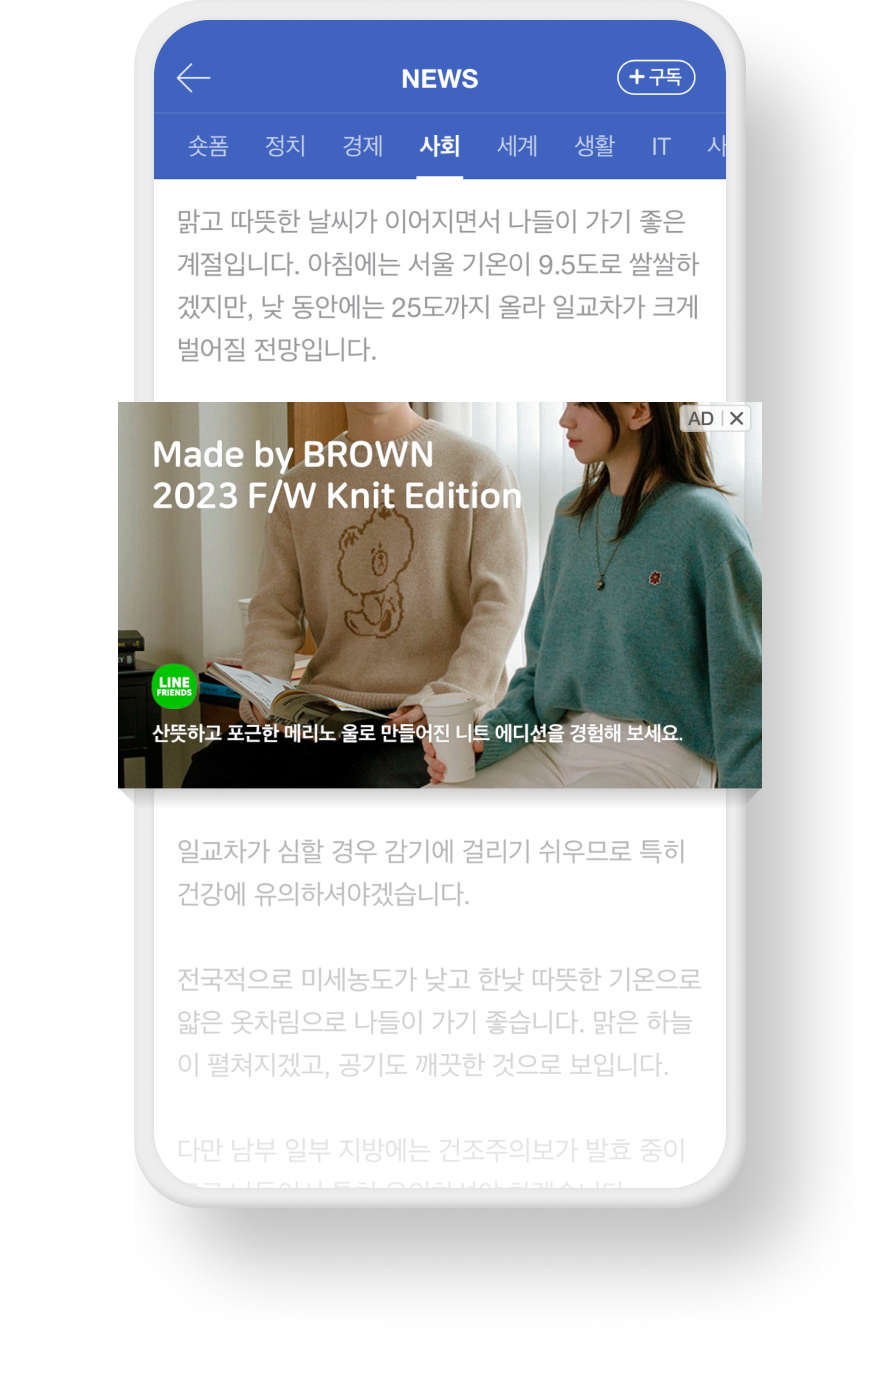 NEWS
+구독
숏폼 정치 경제 사회 세계 생활 IT 사
맑고 따뜻한 날씨가 이어지면서 나들이 가기 좋은
계절입니다. 아침에는 서울 기온이 9.5도로 쌀쌀하
겠지만, 낮 동안에는 25도까지 올라 일교차가 크게
벌어질 전망입니다.
AD
Made by BROWN
2023 F/W Knit Edition
LINE
FRIENDS
산뜻하고 포근한 메리노 울로 만들어진 니트 에디션을 경험해 보세요.
일교차가 심할 경우 감기에 걸리기 쉬우므로 특히
건강에 유의하셔야겠습니다.
전국적으로 미세농도가 낮고 한낮 따뜻한 기온으로
얇은 옷차림으로 나들이 가기 좋습니다. 맑은 하늘
이 펼쳐지겠고, 공기도 깨끗한 것으로 보입니다.
다만 남부 일부 지방에는 건조주의보가 발효 중이